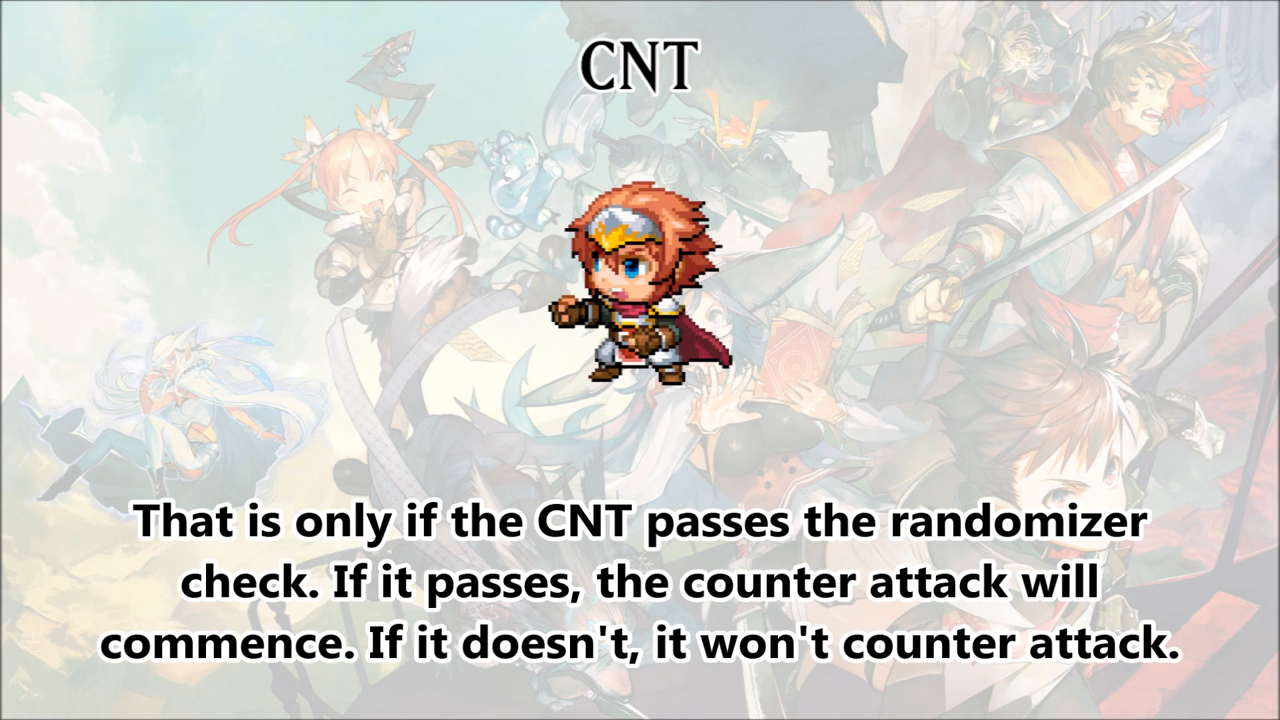 CNT
That is only if the CNT passes the randomizer
check. If it passes, the counter attack will
commence. If it doesn't, it won't counter attack.